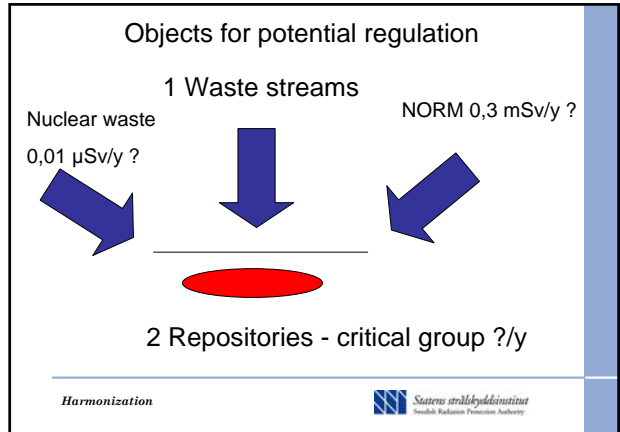 Objects for potential regulation
1 Waste streams
Nuclear waste
0,01 µSv/y ?
NORM 0,3 mSv/y ?
2 Repositories - critical group ?/y
Harmonization
Statens strålskyddsinstitut
Swedish Radiation Protection Authority